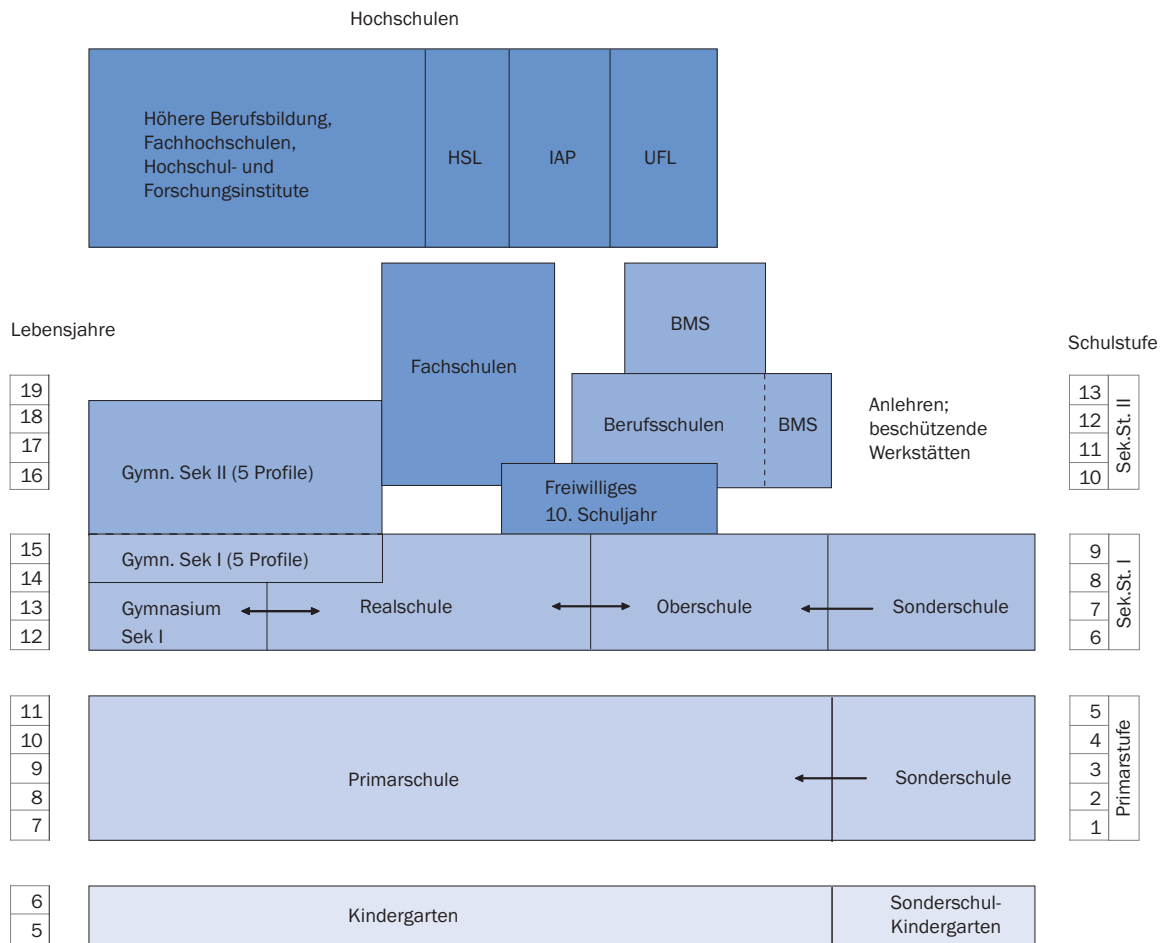 Hochschulen
Höhere Berufsbildung,
Fachhochschulen,
Hochschul- und
Forschungsinstitute
HSL
IAP
UFL
Lebensjahre
Schulstufe
Fachschulen
BMS
Berufsschulen
BMS
Anlehren;
beschützende
Werkstätten
19
18
17
16
13
12
11
10
Sek.St. II
Gymn. Sek II (5 Profile)
Freiwilliges
10. Schuljahr
15
14
13
12
Gymn. Sek I (5 Profile)
Gymnasium
Sek I
Realschule
Oberschule
Sonderschule
9
8
7
6
Sek.St. I
11
10
9
8
7
Primarschule
Sonderschule
5
4
3
2
1
Primarstufe
6
5
Kindergarten
Sonderschul-
Kindergarten